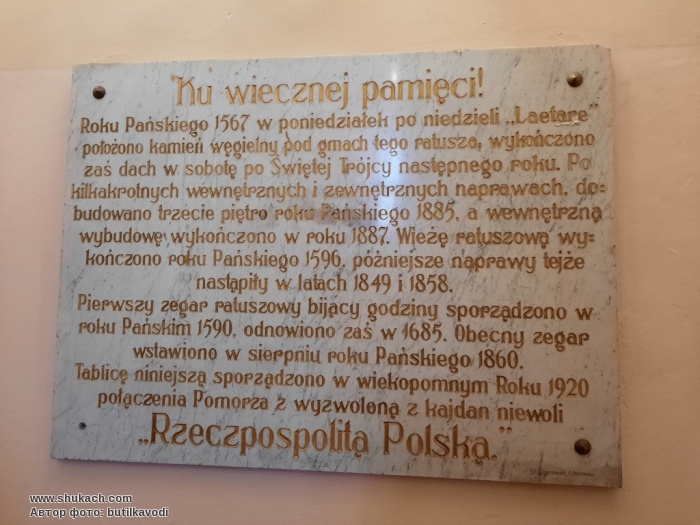 "Ku wiecznej pamięci!
Roku Pańskiego 1567 w poniedziałek po niedzieli „Laetare"
położono kamień węgielny pod gmach tego ratusza, wykończono
zaś dach w sobotę po Świętej Trójcy następnego roku. Po
kilkakrotnych wewnętrznych i zewnętrznych naprawach, do=
budowano trzecie piętro roku Pańskiego 1885, a wewnętrzną
wybudowę wykończono w roku 1887. Wieżę ratuszową wy=
kończono roku Pańskiego 1596, późniejsze naprawy tejże
nastąpiły w latach 1849 i 1858.
Pierwszy zegar ratuszowy bijący godziny sporządzono w
roku Pańskim 1590, odnowiono zaś w 1685. Obecny zegar
wstawiono w sierpniu roku Pańskiego 1860.
Tablicę niniejszą sporządzono w wiekopomnym Roku 1920
połączenia Pomorza z wyzwoloną z kajdan niewoli
„Rzeczpospolitą Polską."
www.shukach.com
Автор фото: butilkavodi